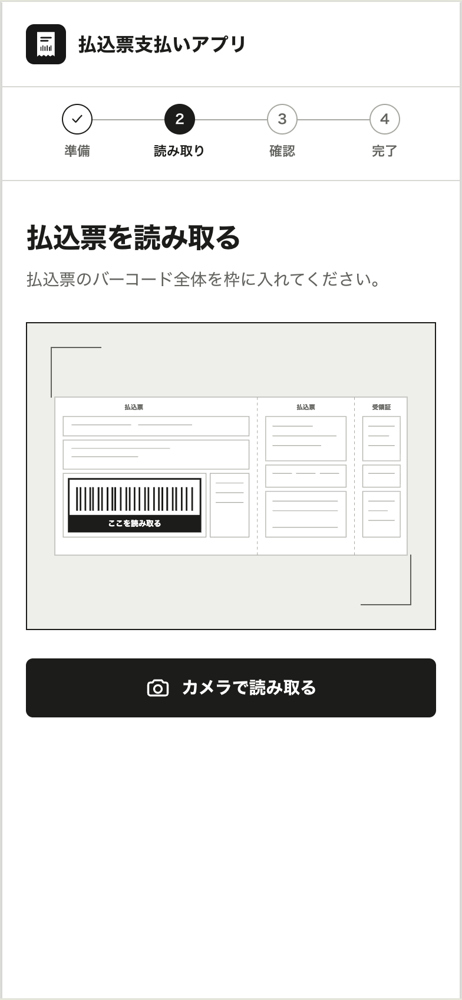 払込票支払いアプリ
2
3
4
準備
読み取り
確認
完了
払込票を読み取る
払込票のバーコード全体を枠に入れてください。
払込票
払込票
受領証
ここを読み取る
カメラで読み取る